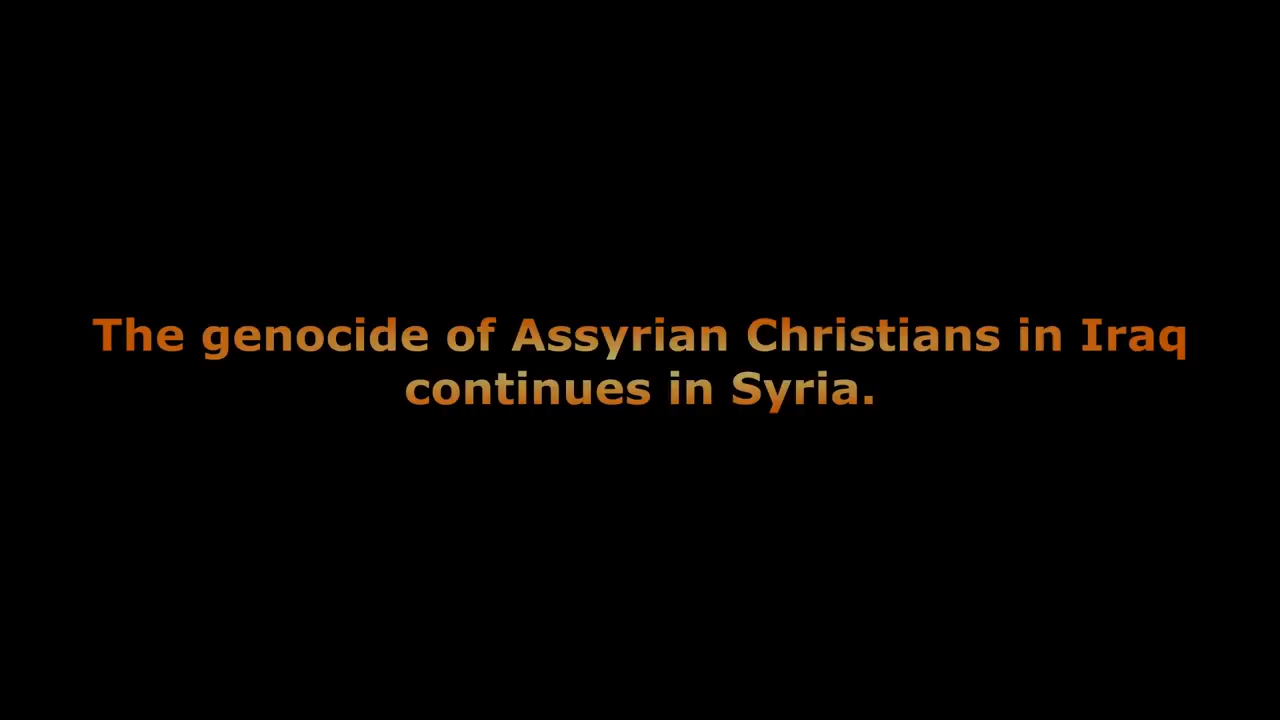 The genocide of Assyrian Christians in Iraq
continues in Syria.